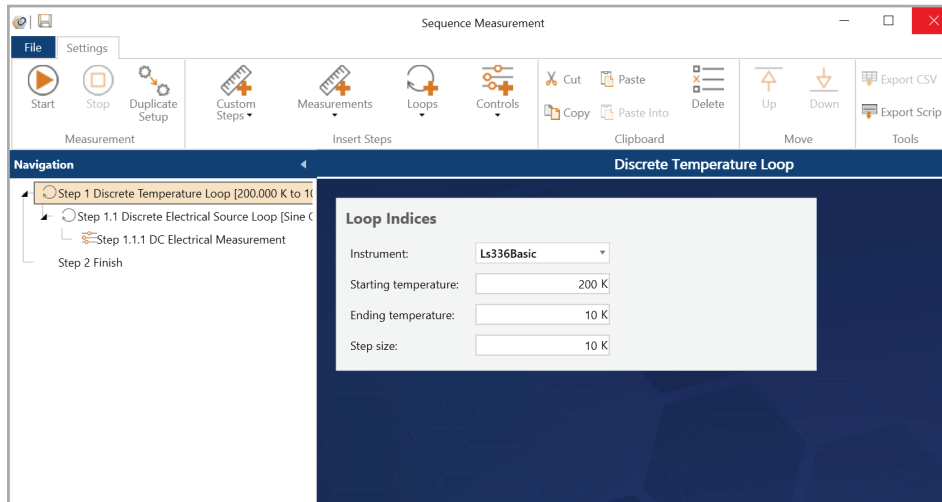 Sequence Measurement
File Settings
Start Stop Duplicate Setup Custom Steps Measurements Loops Controls Cut Paste Copy Paste Into Delete Up Down Export CSV Export Scrip
Measurement Insert Steps Clipboard Move Tools
Navigation Discrete Temperature Loop
Step 1 Discrete Temperature Loop [200.000 K to 10
Step 1.1 Discrete Electrical Source Loop [Sine
Step 1.1.1 DC Electrical Measurement
Step 2 Finish
Loop Indices
Instrument: Ls336Basic
Starting temperature: 200 K
Ending temperature: 10 K
Step size: 10 K